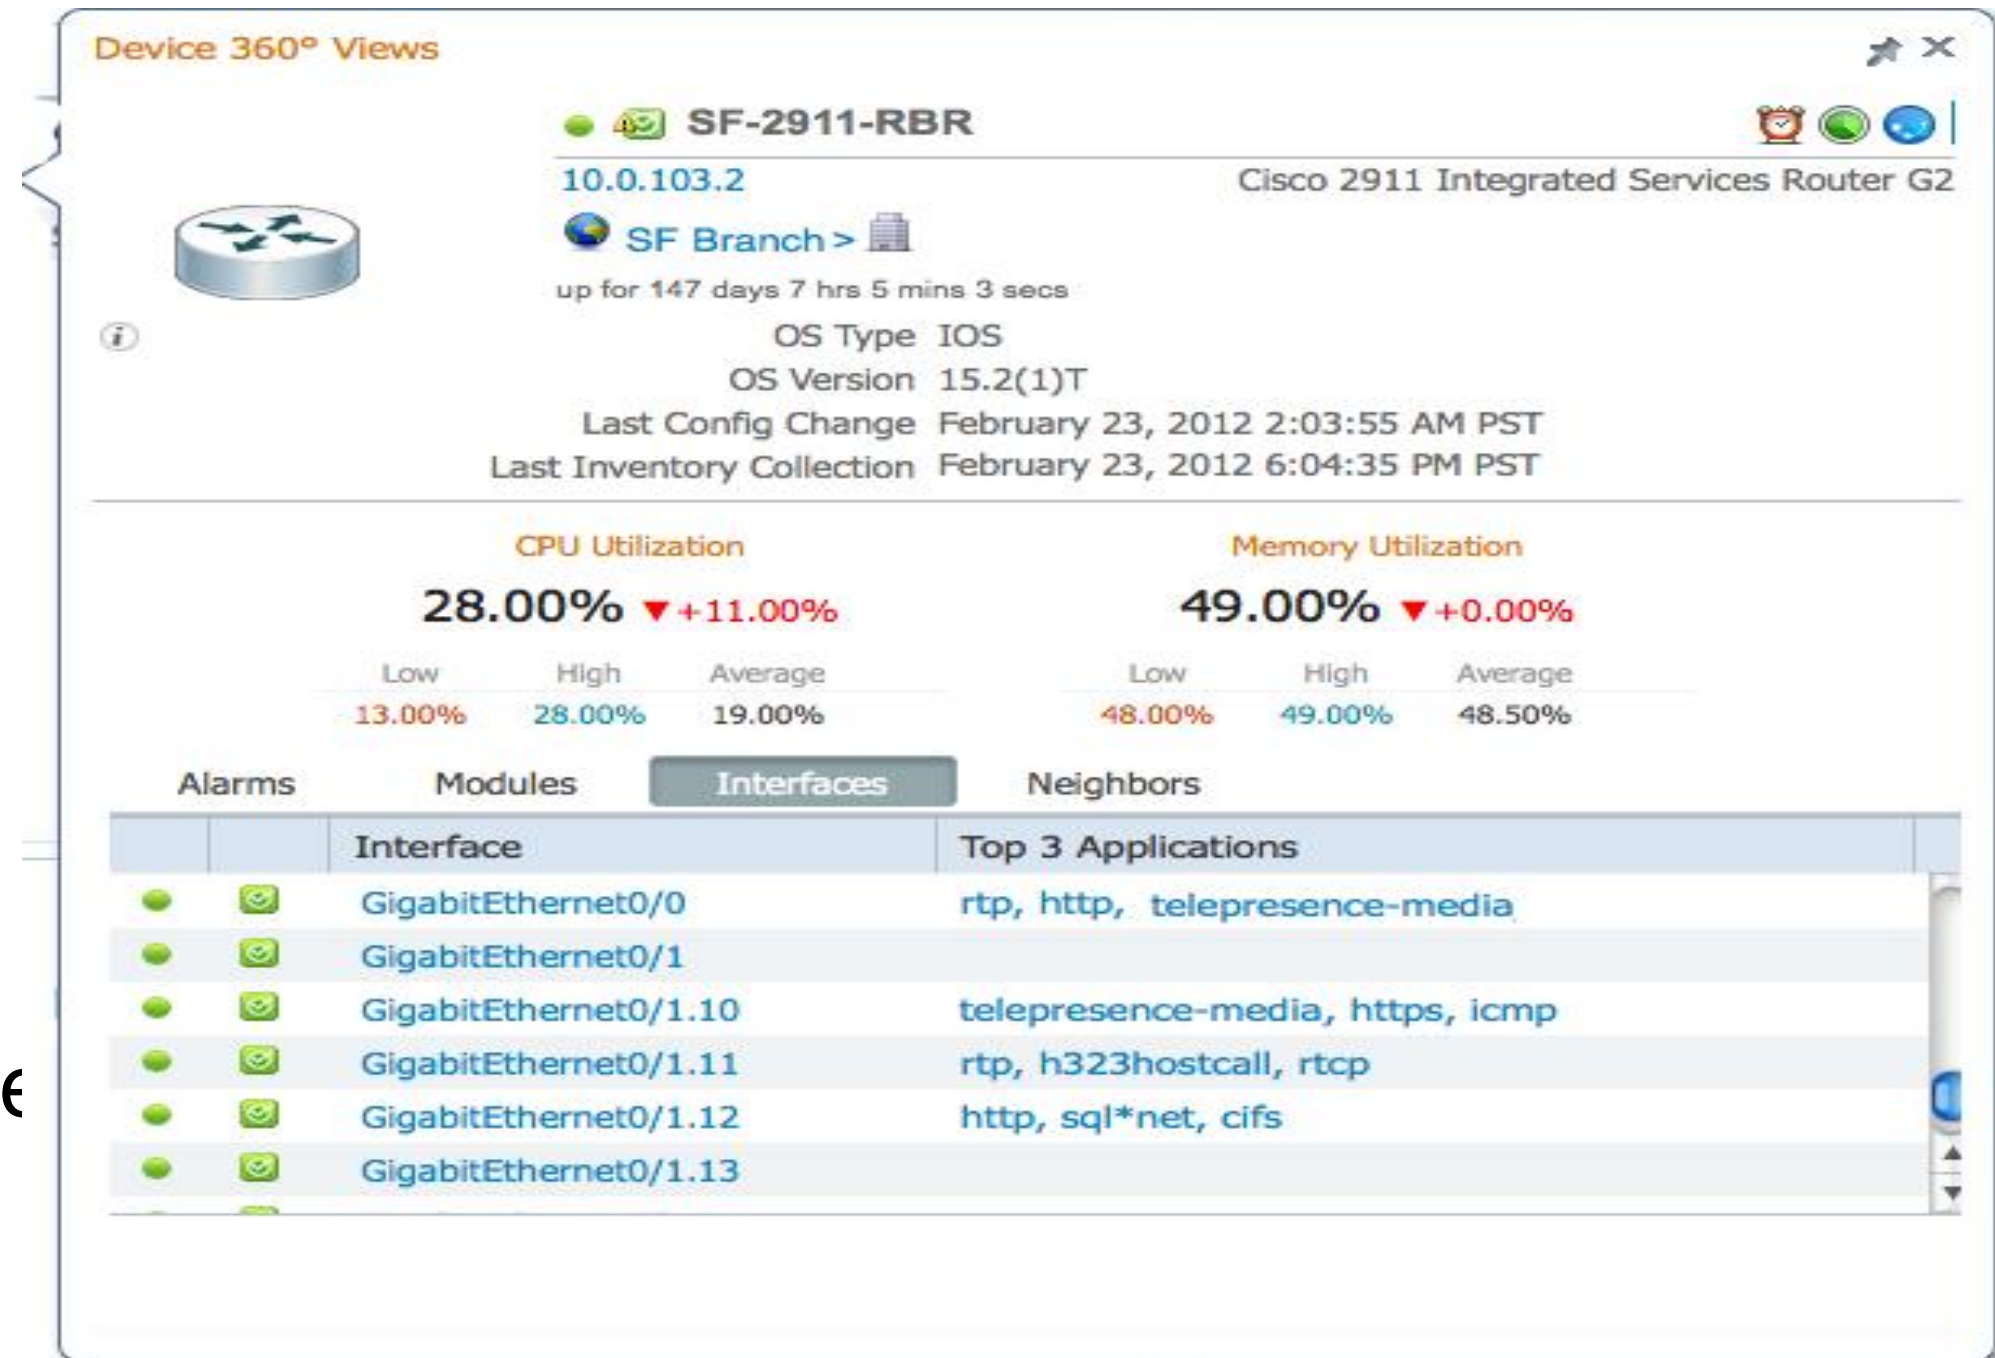 Device 360° Views
SF-2911-RBR
10.0.103.2 Cisco 2911 Integrated Services Router G2
SF Branch >
up for 147 days 7 hrs 5 mins 3 secs
OS Type IOS
OS Version 15.2(1)T
Last Config Change February 23, 2012 2:03:55 AM PST
Last Inventory Collection February 23, 2012 6:04:35 PM PST
CPU Utilization Memory Utilization
28.00% ▼+11.00% 49.00% ▼+0.00%
Low High Average Low High Average
13.00% 28.00% 19.00% 48.00% 49.00% 48.50%
Alarms Modules Interfaces Neighbors
Interface Top 3 Applications
GigabitEthernet0/0 rtp, http, telepresence-media
GigabitEthernet0/1
GigabitEthernet0/1.10 telepresence-media, https, icmp
GigabitEthernet0/1.11 rtp, h323hostcall, rtcp
GigabitEthernet0/1.12 http, sql*net, cifs
GigabitEthernet0/1.13